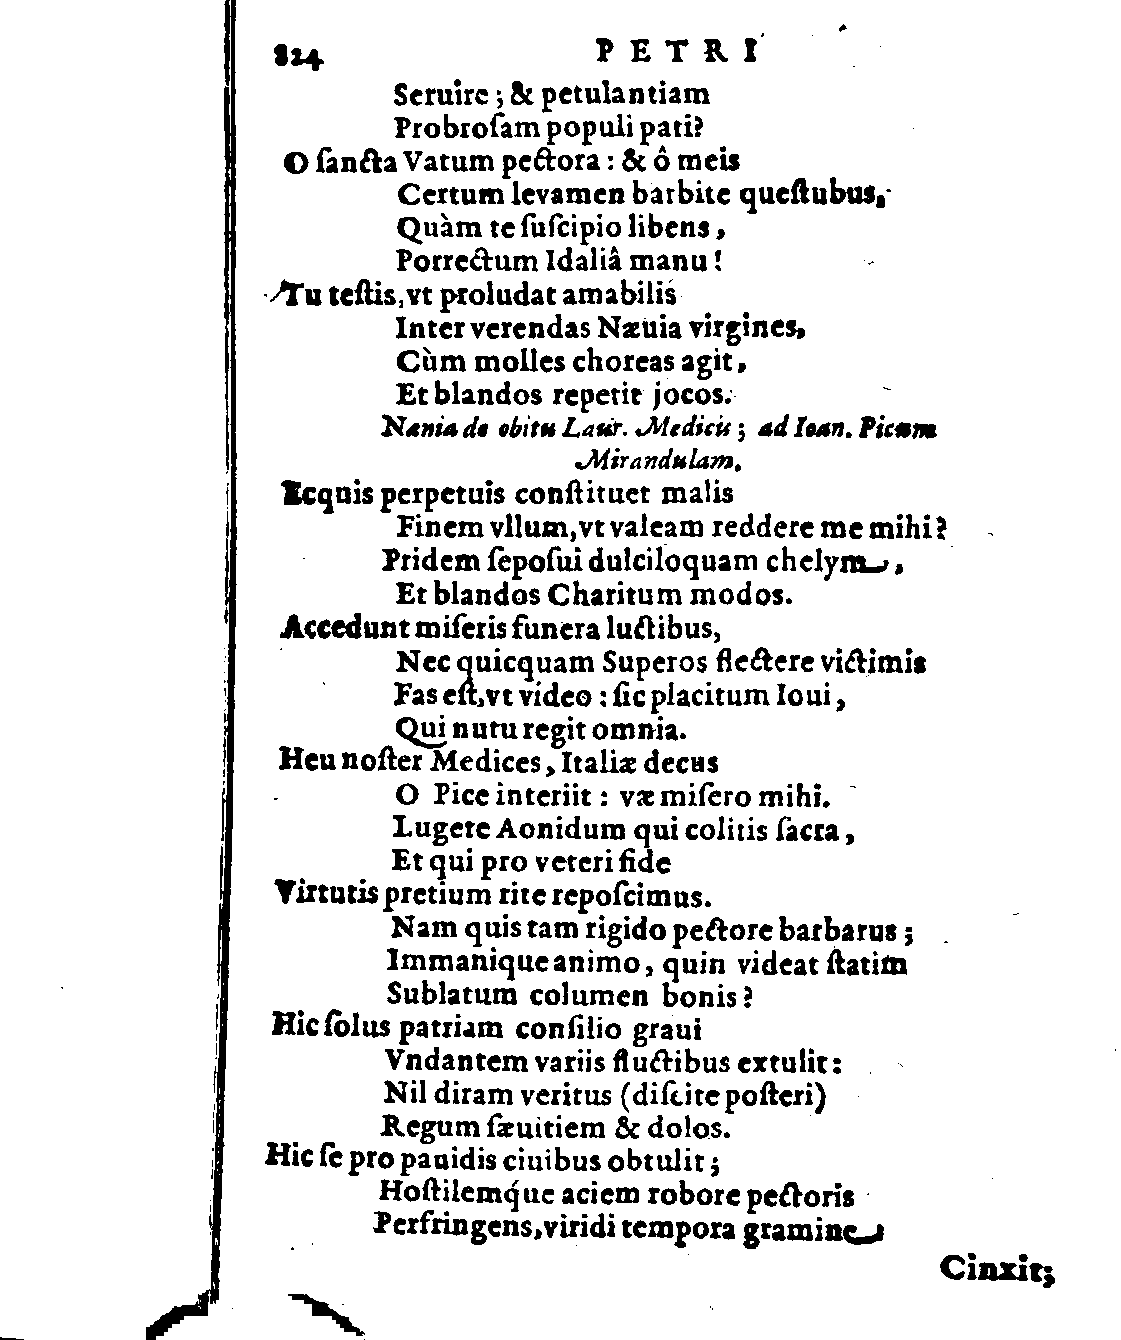 824 PETRI
Seruire ; & petulantiam
Probroſam populi pati?
O ſancta Vatum pectora : & ô meis
Certum levamen barbite queſtubus,
Quàm te ſuſcipio libens ,
Porrectum Idaliâ manu !
Tu teſtis, vt proludat amabilis
Inter verendas Næuia virgines,
Cùm molles choreas agit ,
Et blandos repetit jocos.
Nænia de obitu Laur. Medicis ; ad Ioan. Picum
Mirandulam.
Ecquis perpetuis conſtituet malis
Finem vllum, vt valeam reddere me mihi?
Pridem ſepoſui dulciloquam chelym ,
Et blandos Charitum modos.
Accedunt miſeris funera luctibus,
Nec quicquam Superos flectere victimis
Fas eſt, vt video : ſic placitum Ioui ,
Qui nutu regit omnia.
Heu noſter Medices , Italiæ decus
O Pice interiit : væ miſero mihi.
Lugete Aonidum qui colitis ſacra ,
Et qui pro veteri fide
Virtutis pretium rite repoſcimus.
Nam quis tam rigido pectore barbarus ;
Immanique animo , quin videat ſtatim
Sublatum columen bonis ?
Hic ſolus patriam conſilio graui
Vndantem variis fluctibus extulit :
Nil diram veritus (diſcite poſteri)
Regum ſæuitiem & dolos.
Hic ſe pro pauidis ciuibus obtulit ;
Hoſtilemq́ue aciem robore pectoris
Perfringens, viridi tempora gramine
Cinxit;